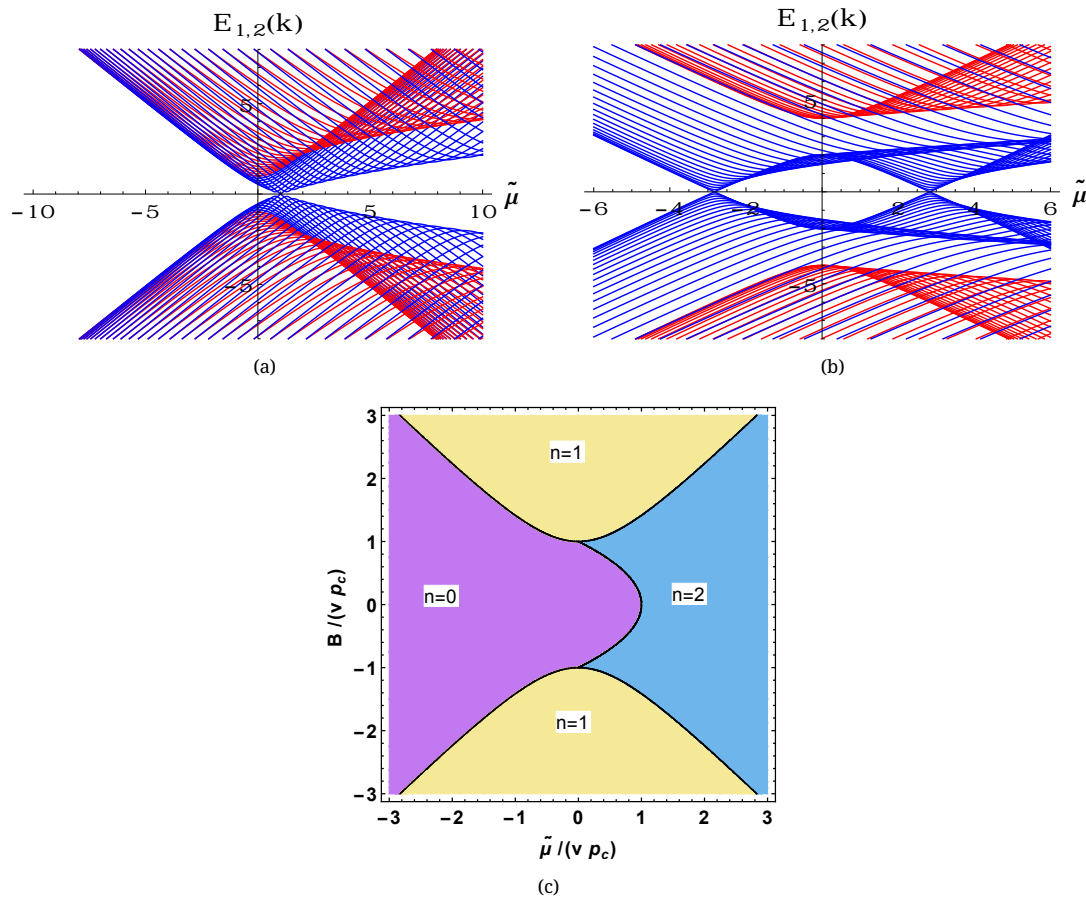 E1,2(k)
5
-10 -5 5 10 μ̃
-5
(a)
E1,2(k)
5
-6 -4 -2 2 4 6 μ̃
-5
(b)
3
2
1
0
−1
−2
−3
B /(v pc)
n=1
n=0
n=2
n=1
−3 −2 −1 0 1 2 3
μ̃ /(v pc)
(c)